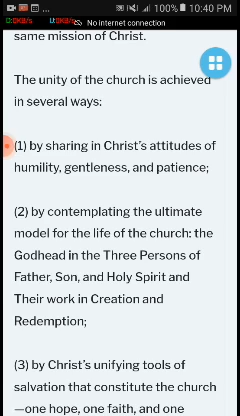 100% 10:40 PM
No internet connection
same mission of Christ.
The unity of the church is achieved
in several ways:
(1) by sharing in Christ's attitudes of
humility, gentleness, and patience;
(2) by contemplating the ultimate
model for the life of the church: the
Godhead in the Three Persons of
Father, Son, and Holy Spirit and
Their work in Creation and
Redemption;
(3) by Christ's unifying tools of
salvation that constitute the church
—one hope, one faith, and one